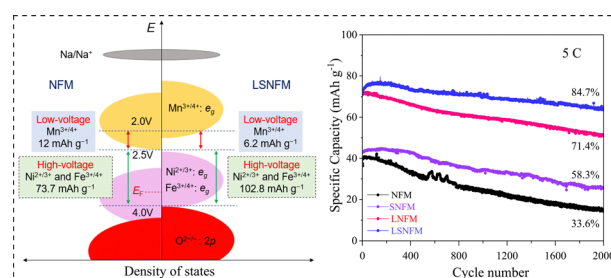 E
Na/Na⁺
NFM
LSNFM
Low-voltage
Mn³⁺/⁴⁺
12 mAh g⁻¹
2.0V
Mn³⁺/⁴⁺: eg
Low-voltage
Mn³⁺/⁴⁺
6.2 mAh g⁻¹
2.5V
High-voltage
Ni²⁺/³⁺ and Fe³⁺/⁴⁺
73.7 mAh g⁻¹
EF
Ni²⁺/³⁺: eg
Fe³⁺/⁴⁺: eg
High-voltage
Ni²⁺/³⁺ and Fe³⁺/⁴⁺
102.8 mAh g⁻¹
4.0V
: 2p
Density of states
5 C
Specific Capacity (mAh g⁻¹)
100
80
60
40
20
0
84.7%
71.4%
58.3%
33.6%
NFM
SNFM
LNFM
LSNFM
0 400 800 1200 1600 2000
Cycle number